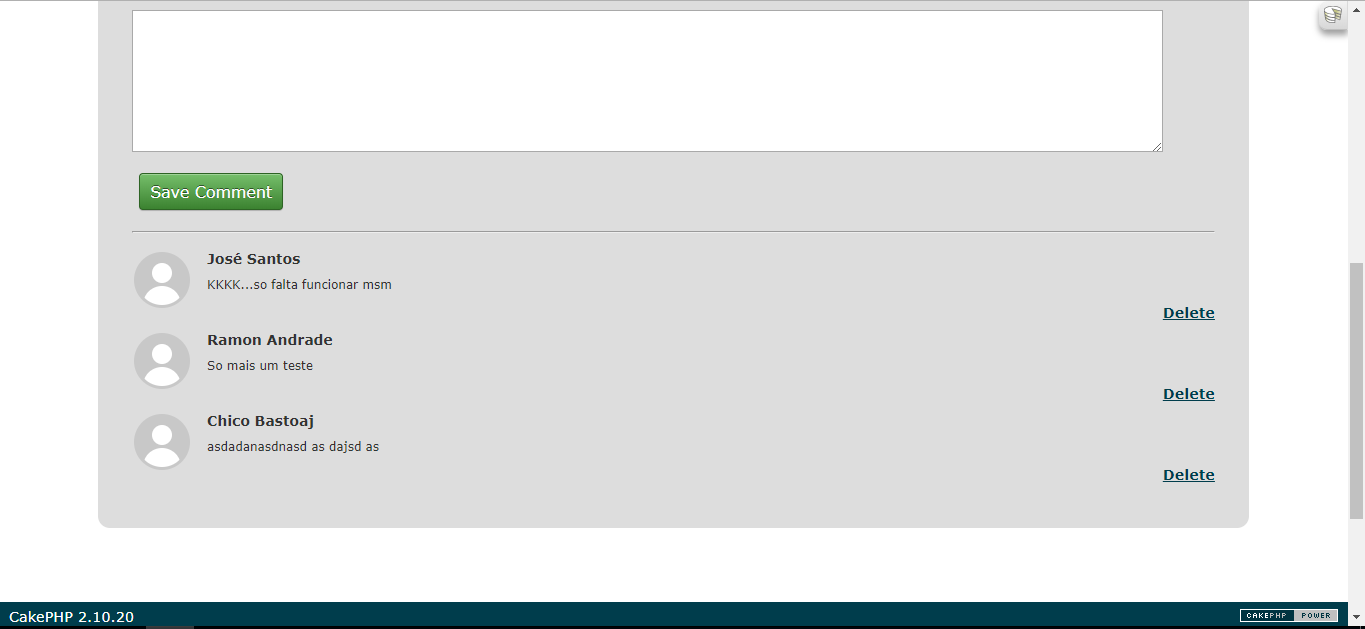 Save Comment
José Santos
KKKK...so falta funcionar msm
Delete
Ramon Andrade
So mais um teste
Delete
Chico Bastoaj
asdadanasdnasd as dajsd as
Delete
CakePHP 2.10.20
CAKEPHP POWER